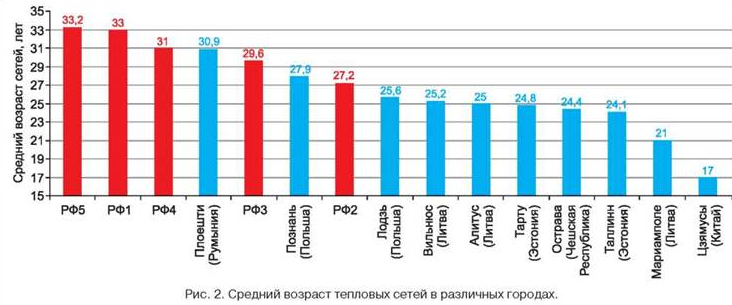 Средний возраст сетей, лет
35
33
31
29
27
25
23
21
19
17
15
33,2
33
31
30,9
29,6
27,9
27,2
25,6
25,2
25
24,8
24,4
24,1
21
17
РФ5
РФ1
РФ4
Плоешти
(Румыния)
РФ3
Познань
(Польша)
РФ2
Лодзь
(Польша)
Вильнюс
(Литва)
Алитус
(Литва)
Тарту
(Эстония)
Острава
(Чешская
Республика)
Таллинн
(Эстония)
Мариамполе
(Литва)
Цзямусы
(Китай)
Рис. 2. Средний возраст тепловых сетей в различных городах.